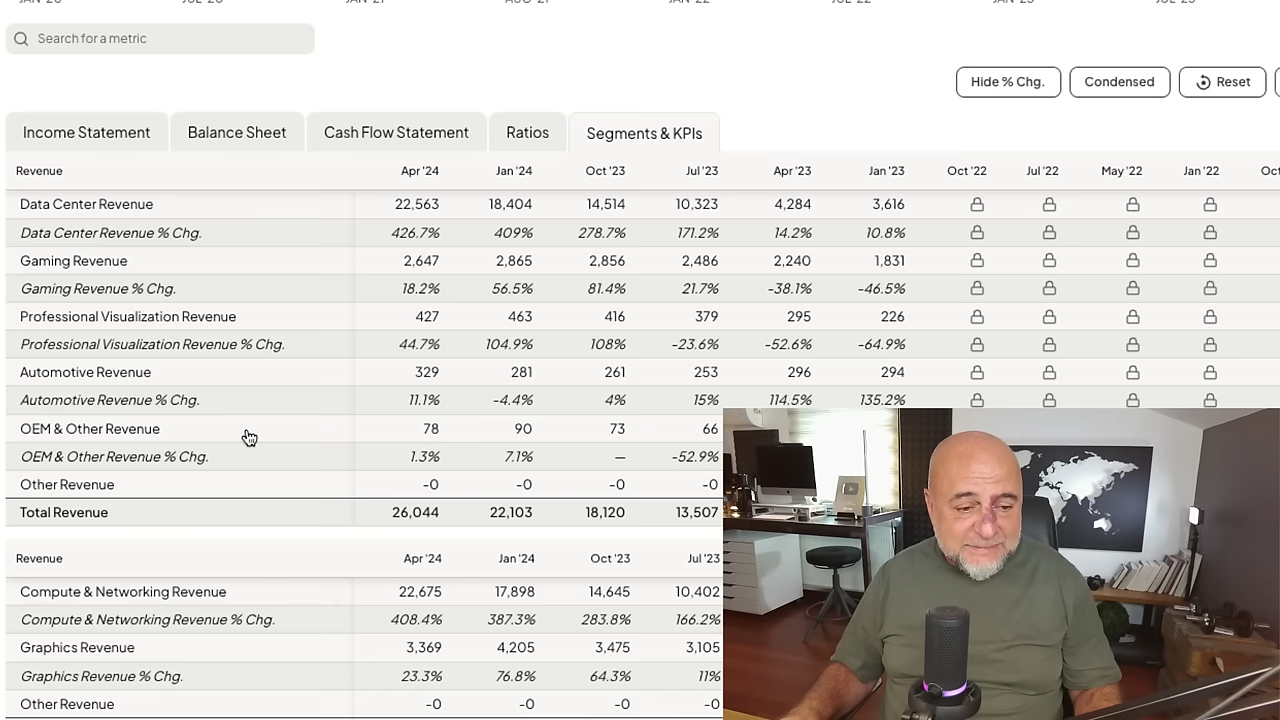 Search for a metric
Hide % Chg. Condensed Reset
Income Statement Balance Sheet Cash Flow Statement Ratios Segments & KPIs
Revenue Apr '24 Jan '24 Oct '23 Jul '23 Apr '23 Jan '23 Oct '22 Jul '22 May '22 Jan '22 Oct
Data Center Revenue 22,563 18,404 14,514 10,323 4,284 3,616
Data Center Revenue % Chg. 426.7% 409% 278.7% 171.2% 14.2% 10.8%
Gaming Revenue 2,647 2,865 2,856 2,486 2,240 1,831
Gaming Revenue % Chg. 18.2% 56.5% 81.4% 21.7% -38.1% -46.5%
Professional Visualization Revenue 427 463 416 379 295 226
Professional Visualization Revenue % Chg. 44.7% 104.9% 108% -23.6% -52.6% -64.9%
Automotive Revenue 329 281 261 253 296 294
Automotive Revenue % Chg. 11.1% -4.4% 4% 15% 114.5% 135.2%
OEM & Other Revenue 78 90 73 66
OEM & Other Revenue % Chg. 1.3% 7.1% — -52.9%
Other Revenue -0 -0 -0 -0
Total Revenue 26,044 22,103 18,120 13,507
Revenue Apr '24 Jan '24 Oct '23 Jul '23
Compute & Networking Revenue 22,675 17,898 14,645 10,402
Compute & Networking Revenue % Chg. 408.4% 387.3% 283.8% 166.2%
Graphics Revenue 3,369 4,205 3,475 3,105
Graphics Revenue % Chg. 23.3% 76.8% 64.3% 11%
Other Revenue -0 -0 -0 -0